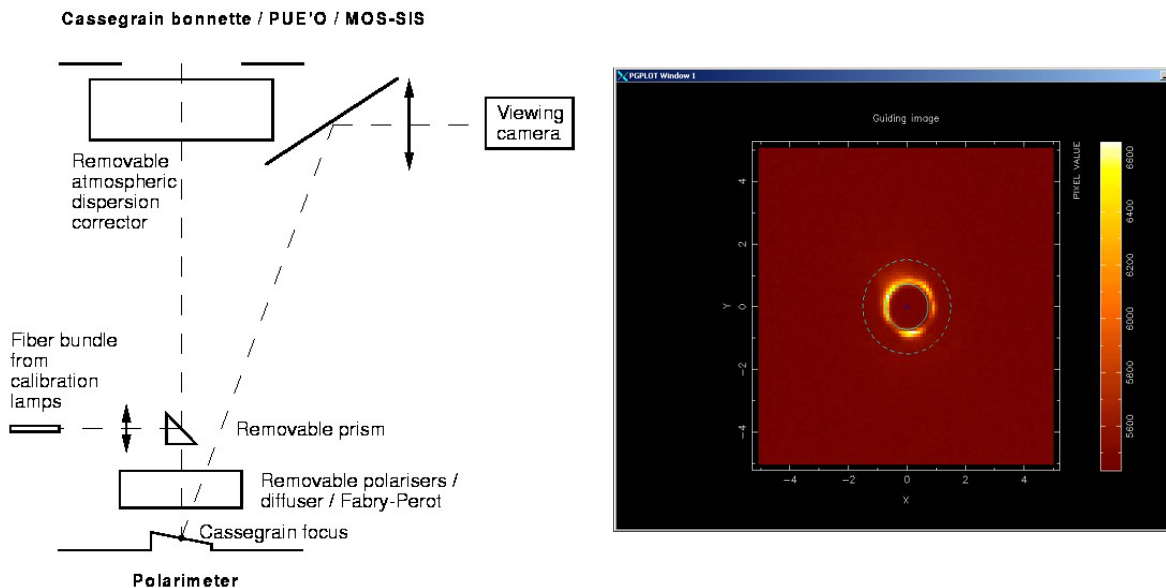 Cassegrain bonnette / PUE'O / MOS-SIS
Viewing
camera
Removable
atmospheric
dispersion
corrector
Fiber bundle
from
calibration
lamps
Removable prism
Removable polarisers /
diffuser / Fabry-Perot
Cassegrain focus
Polarimeter
PGPLOT Window 1
Guiding image
PIXEL VALUE
6600
6400
6200
6000
5800
5600
Y
4
2
0
−2
−4
−4 −2 0 2 4
X